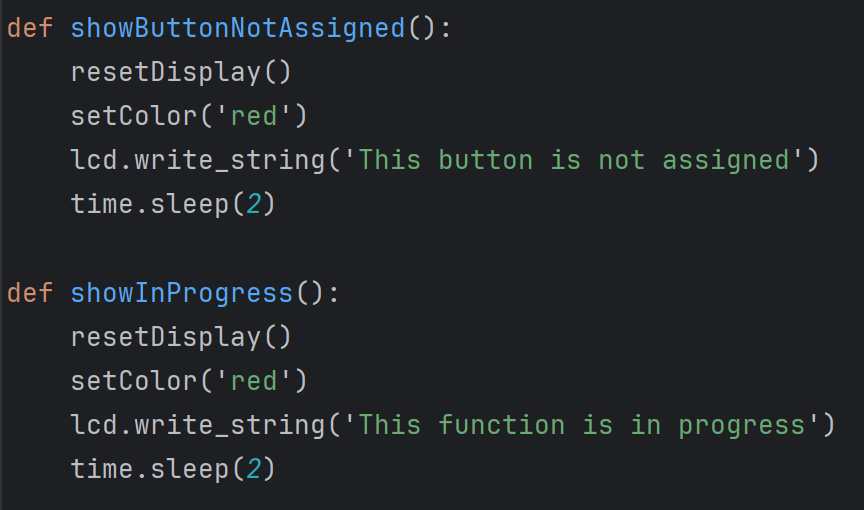 def showButtonNotAssigned():
    resetDisplay()
    setColor('red')
    lcd.write_string('This button is not assigned')
    time.sleep(2)

def showInProgress():
    resetDisplay()
    setColor('red')
    lcd.write_string('This function is in progress')
    time.sleep(2)